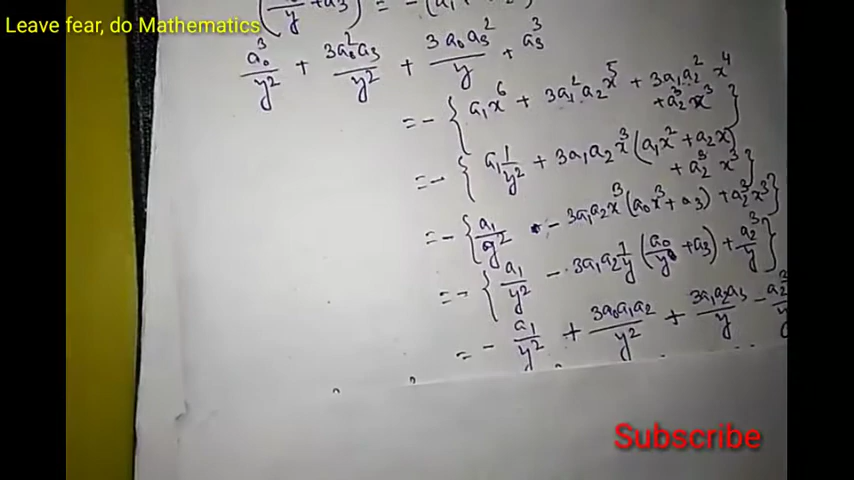 Leave fear, do Mathematics
a₀³/y² + 3a₀²a₃/y² + 3a₀a₃²/y + a₃³
= - { a₁x⁶ + 3a₁²a₂x⁵ + 3a₁a₂²x⁴ + a₂³x³ }
= - { a₁ 1/y² + 3a₁a₂x³ (a₁x² + a₂x) + a₂³x³ }
= - { a₁/y² - 3a₁a₂x³ (a₀x³ + a₃) + a₂³x³ }
= - { a₁/y² - 3a₁a₂ 1/y (a₀/y + a₃) + a₂³/y }
= - a₁/y² + 3a₀a₁a₂/y² + 3a₁a₂a₃/y - a₂³/y
Subscribe